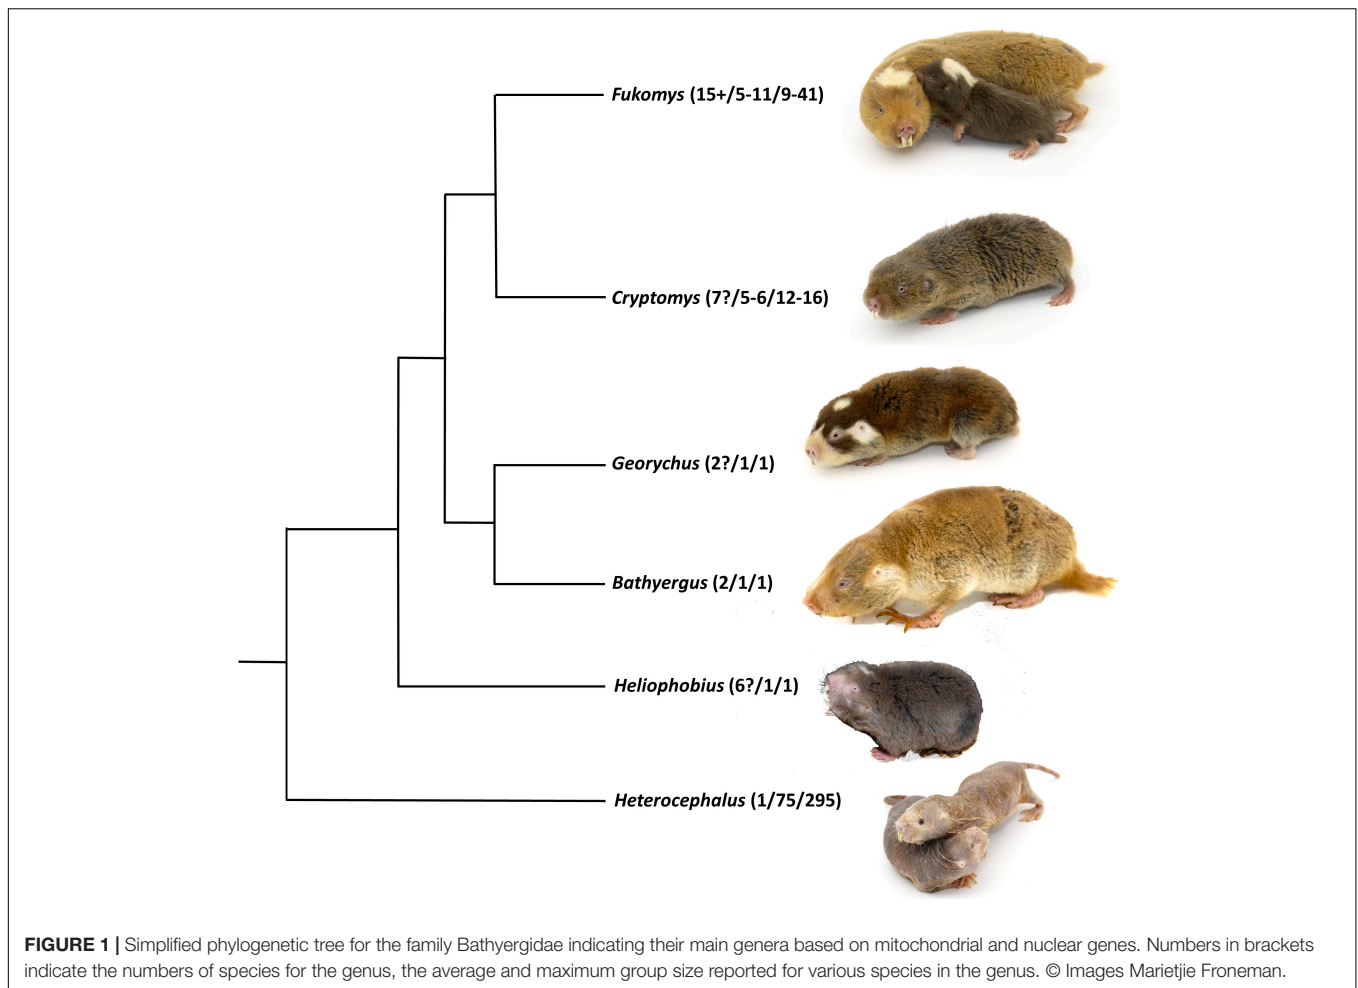 Fukomys (15+/5-11/9-41)
Cryptomys (7?/5-6/12-16)
Georychus (2?/1/1)
Bathyergus (2/1/1)
Heliophobius (6?/1/1)
Heterocephalus (1/75/295)
FIGURE 1 | Simplified phylogenetic tree for the family Bathyergidae indicating their main genera based on mitochondrial and nuclear genes. Numbers in brackets
indicate the numbers of species for the genus, the average and maximum group size reported for various species in the genus. © Images Marietjie Froneman.